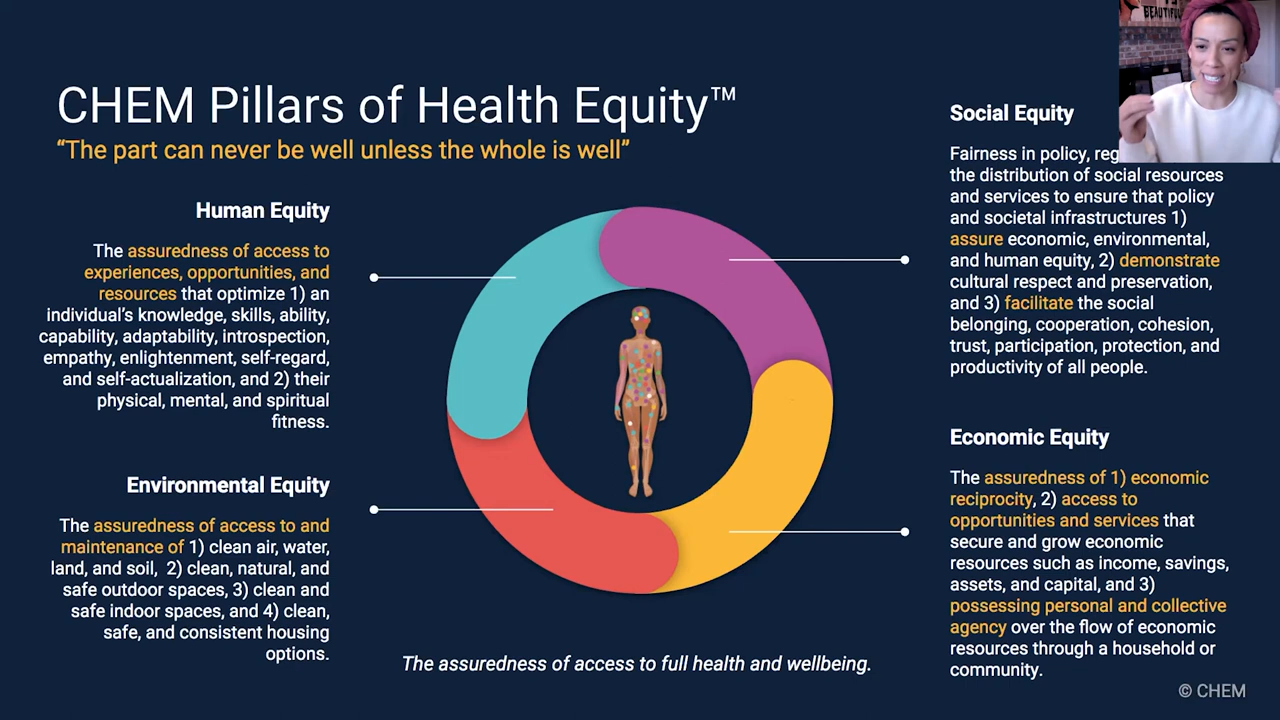 CHEM Pillars of Health Equity™
“The part can never be well unless the whole is well”
Human Equity
The assuredness of access to
experiences, opportunities, and
resources that optimize 1) an
individual’s knowledge, skills, ability,
capability, adaptability, introspection,
empathy, enlightenment, self-regard,
and self-actualization, and 2) their
physical, mental, and spiritual
fitness.
Environmental Equity
The assuredness of access to and
maintenance of 1) clean air, water,
land, and soil, 2) clean, natural, and
safe outdoor spaces, 3) clean and
safe indoor spaces, and 4) clean,
safe, and consistent housing
options.
Social Equity
Fairness in policy,
the distribution of social resources
and services to ensure that policy
and societal infrastructures 1)
assure economic, environmental,
and human equity, 2) demonstrate
cultural respect and preservation,
and 3) facilitate the social
belonging, cooperation, cohesion,
trust, participation, protection, and
productivity of all people.
Economic Equity
The assuredness of 1) economic
reciprocity, 2) access to
opportunities and services that
secure and grow economic
resources such as income, savings,
assets, and capital, and 3)
possessing personal and collective
agency over the flow of economic
resources through a household or
community.
The assuredness of access to full health and wellbeing.
© CHEM
BEAUTIFUL